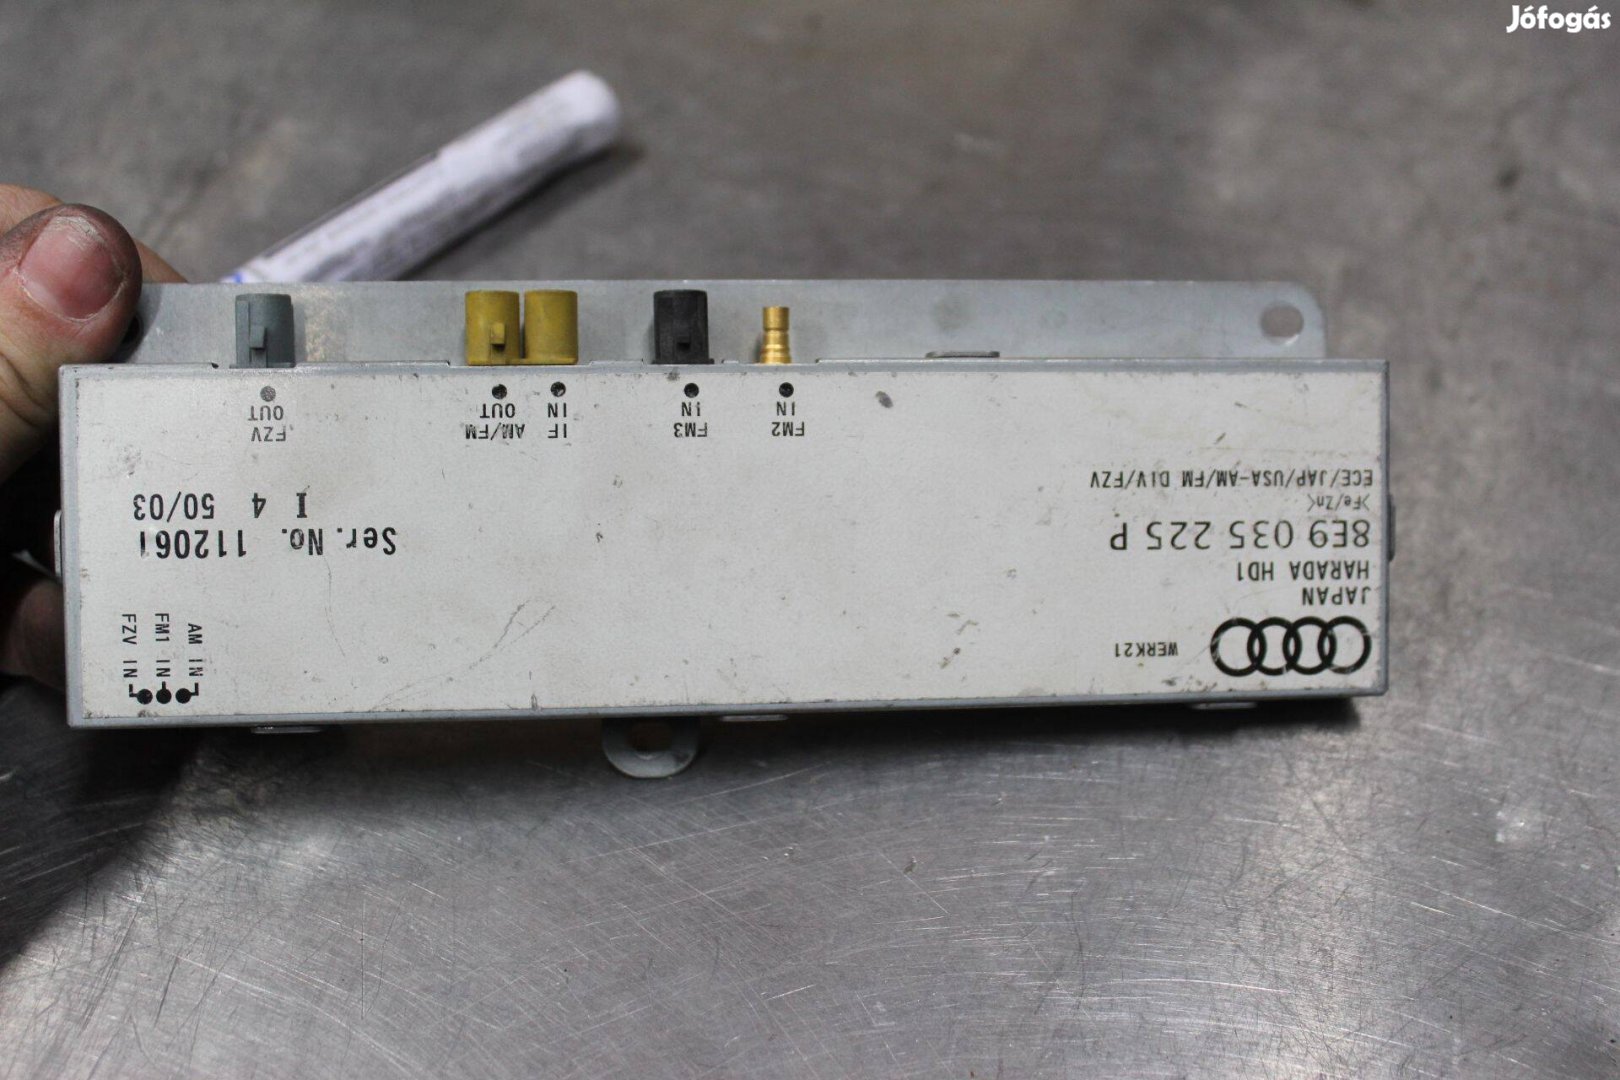 Jófogás
WERK21
JAPAN
HARADA HD1
8E9 035 225 P
>Fe/Zn<
ECE/JAP/USA-AM/FM DIV/FZV
AM IN
FM1 IN
FZV IN
Ser.No. 112061
I 4 50/03
FM2
IN
FM3
IN
IF
IN
AM/FM
OUT
FZV
OUT